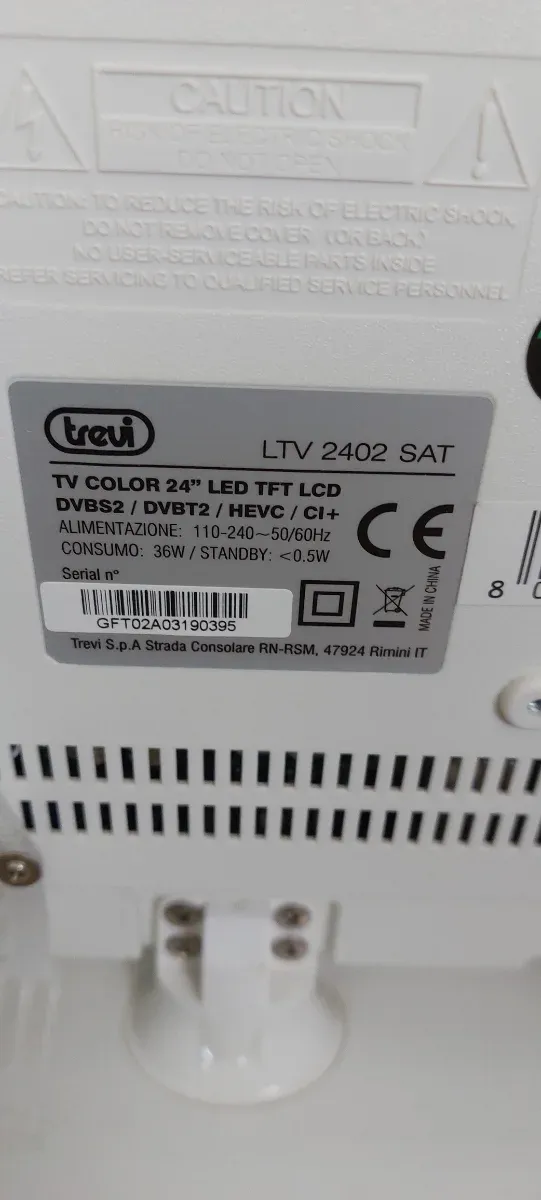 CAUTION
RISK OF ELECTRIC SHOCK
DO NOT OPEN
CAUTION: TO REDUCE THE RISK OF ELECTRIC SHOCK,
DO NOT REMOVE COVER (OR BACK)
NO USER-SERVICEABLE PARTS INSIDE
REFER SERVICING TO QUALIFIED SERVICE PERSONNEL
trevi
LTV 2402 SAT
TV COLOR 24" LED TFT LCD
DVBS2 / DVBT2 / HEVC / CI+
ALIMENTAZIONE: 110-240~50/60Hz
CONSUMO: 36W / STANDBY: <0.5W
CE
Serial n°
GFT02A03190395
MADE IN CHINA
Trevi S.p.A Strada Consolare RN-RSM, 47924 Rimini IT
8